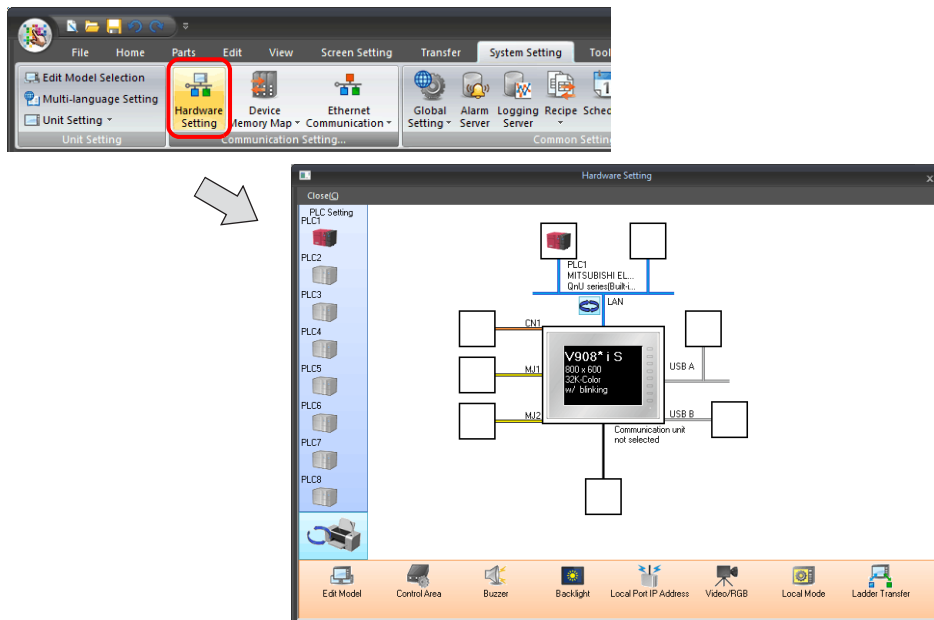 File Home Parts Edit View Screen Setting Transfer System Setting
Edit Model Selection
Multi-language Setting
Unit Setting
Unit Setting
Hardware
Setting
Device
Memory Map
Ethernet
Communication
Communication Setting...
Global
Setting
Alarm
Server
Logging
Server
Recipe
Common
Hardware Setting
x
Close(C)
PLC Setting
PLC1
PLC2
PLC3
PLC4
PLC5
PLC6
PLC7
PLC8
PLC1
MITSUBISHI EL...
QnU series(Built-i...
LAN
CN1
MJ1
MJ2
V908* i S
800 x 600
32K-Color
w/ blinking
USB A
USB B
Communication unit
not selected
Edit Model
Control Area
Buzzer
Backlight
Local Port IP Address
Video/RGB
Local Mode
Ladder Transfer